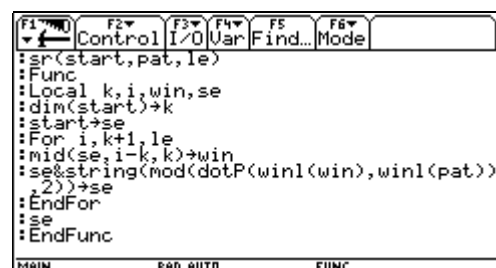 F1 F2 Control F3 I/O F4 Var F5 Find... F6 Mode
:sr(start,pat,le)
:Func
:Local k,i,win,se
:dim(start)→k
:start→se
:For i,k+1,le
:mid(se,i-k,k)→win
:se&string(mod(dotP(winl(win),winl(pat))
,2))→se
:EndFor
:se
:EndFunc
MAIN RAD AUTO FUNC